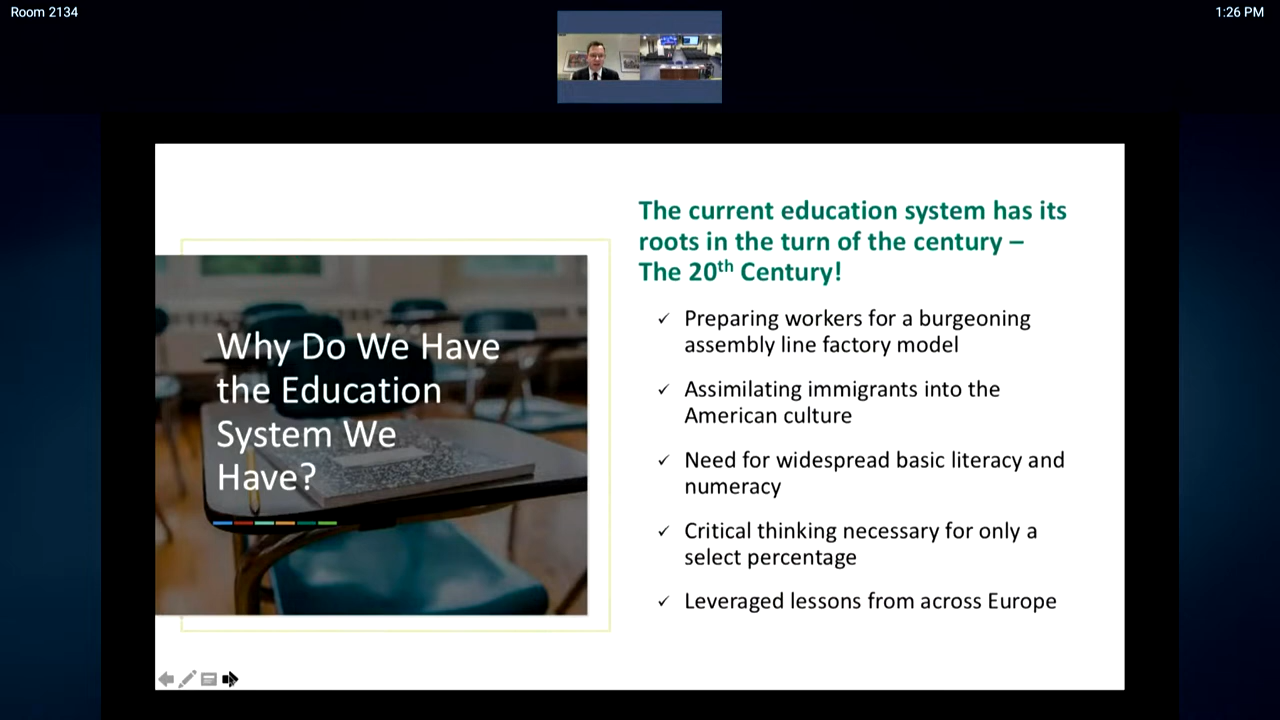 Room 2134
1:26 PM
Why Do We Have
the Education
System We
Have?
The current education system has its
roots in the turn of the century –
The 20th Century!
✓ Preparing workers for a burgeoning
assembly line factory model
✓ Assimilating immigrants into the
American culture
✓ Need for widespread basic literacy and
numeracy
✓ Critical thinking necessary for only a
select percentage
✓ Leveraged lessons from across Europe